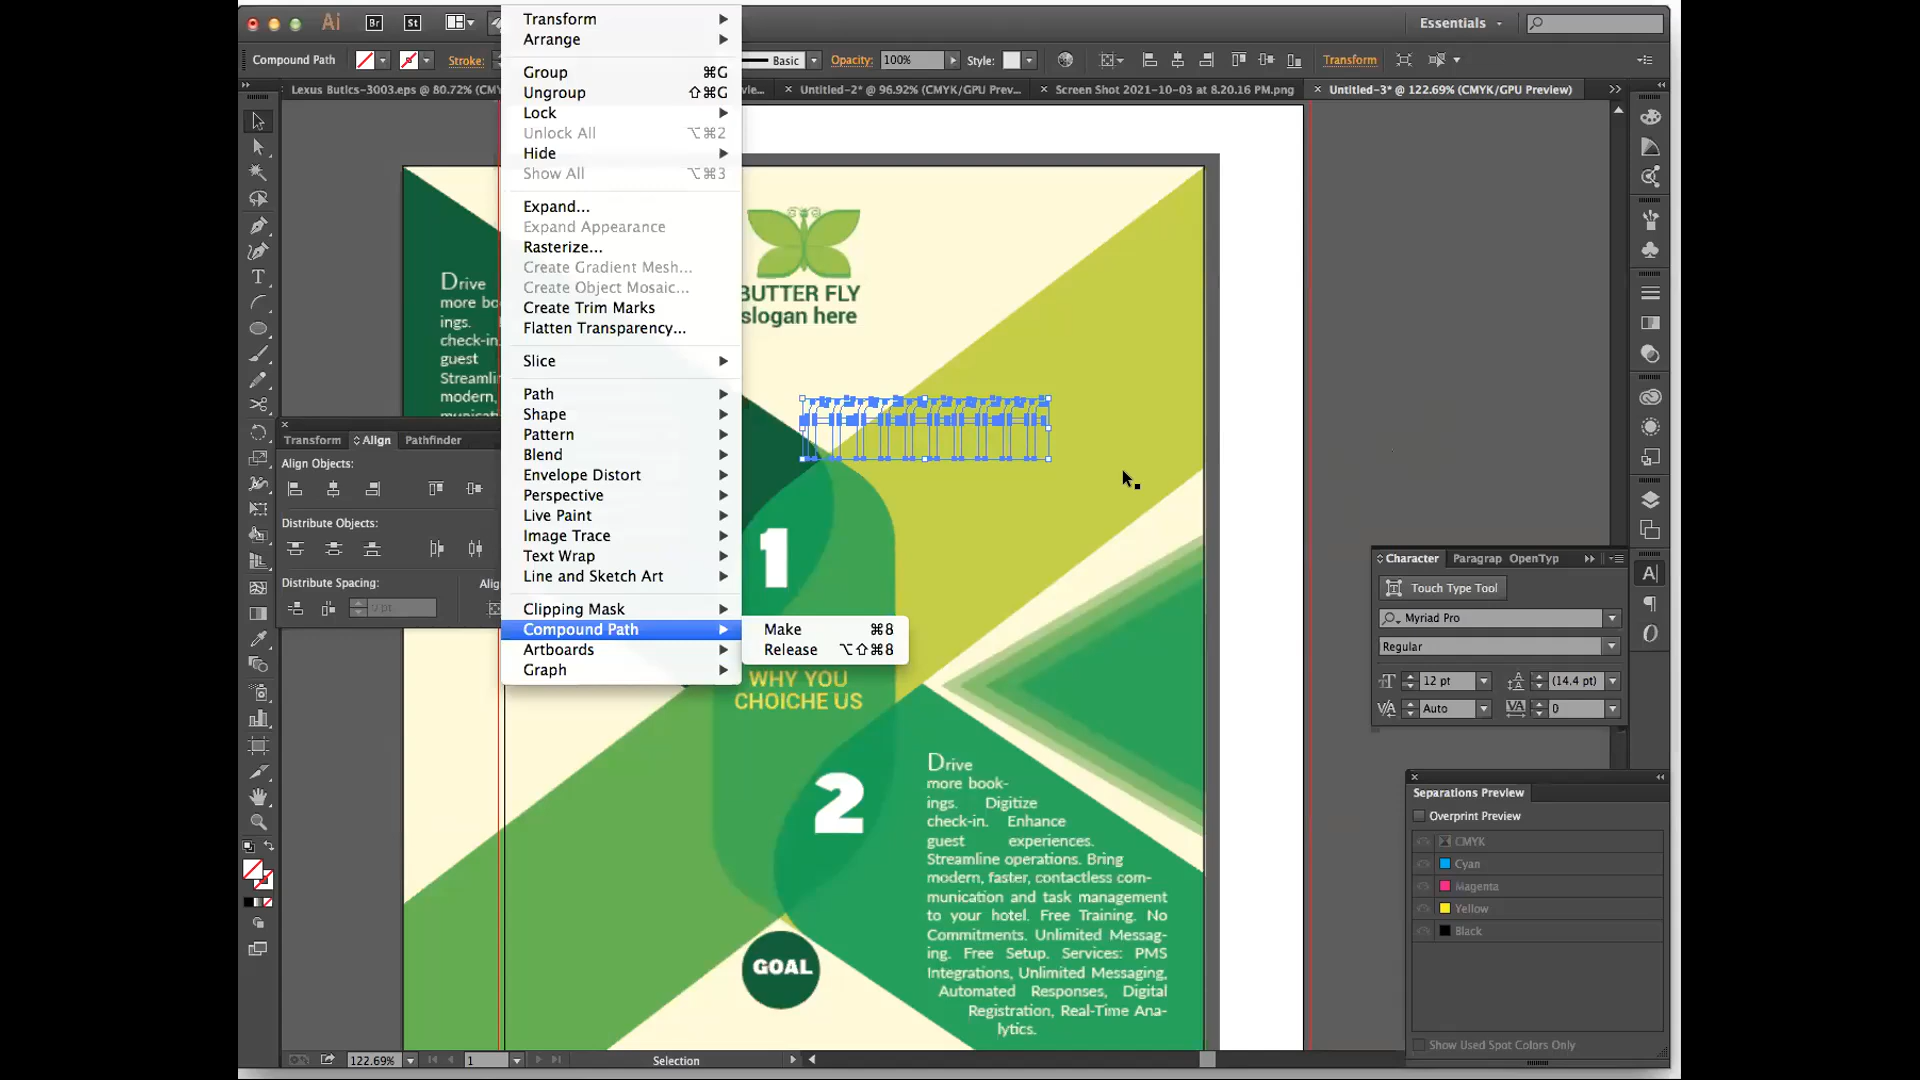 Ai
Br
St
Essentials
Compound Path
Stroke:
Basic
Opacity:
100%
Style:
Transform
Lexus Butics-3003.eps @ 80.72% (CMY
ve...
Untitled-2* @ 96.92% (CMYK/GPU Prev...
Screen Shot 2021-10-03 at 8.20.16 PM.png
Untitled-3* @ 122.69% (CMYK/GPU Preview)
Transform
Arrange
Group ⌘G
Ungroup ⇧⌘G
Lock
Unlock All ⌥⌘2
Hide
Show All ⌥⌘3
Expand...
Expand Appearance
Rasterize...
Create Gradient Mesh...
Create Object Mosaic...
Create Trim Marks
Flatten Transparency...
Slice
Path
Shape
Pattern
Blend
Envelope Distort
Perspective
Live Paint
Image Trace
Text Wrap
Line and Sketch Art
Clipping Mask
Compound Path
Artboards
Graph
Make ⌘8
Release ⌥⇧⌘8
Drive
more bo
ings.
check-in
guest
Streamlin
modern,
Transform
Align
Pathfinder
Align Objects:
Distribute Objects:
Distribute Spacing:
Alig
0 pt
BUTTER FLY
slogan here
1
WHY YOU
CHOICHE US
2
GOAL
Drive
more book-
ings. Digitize
check-in. Enhance
guest experiences.
Streamline operations. Bring
modern, faster, contactless com-
munication and task management
to your hotel. Free Training. No
Commitments. Unlimited Messag-
ing. Free Setup. Services: PMS
Integrations, Unlimited Messaging,
Automated Responses, Digital
Registration, Real-Time Ana-
lytics.
Character
Paragrap
OpenTyp
Touch Type Tool
Myriad Pro
Regular
12 pt
(14.4 pt)
Auto
0
Separations Preview
Overprint Preview
CMYK
Cyan
Magenta
Yellow
Black
Show Used Spot Colors Only
122.69%
1
Selection